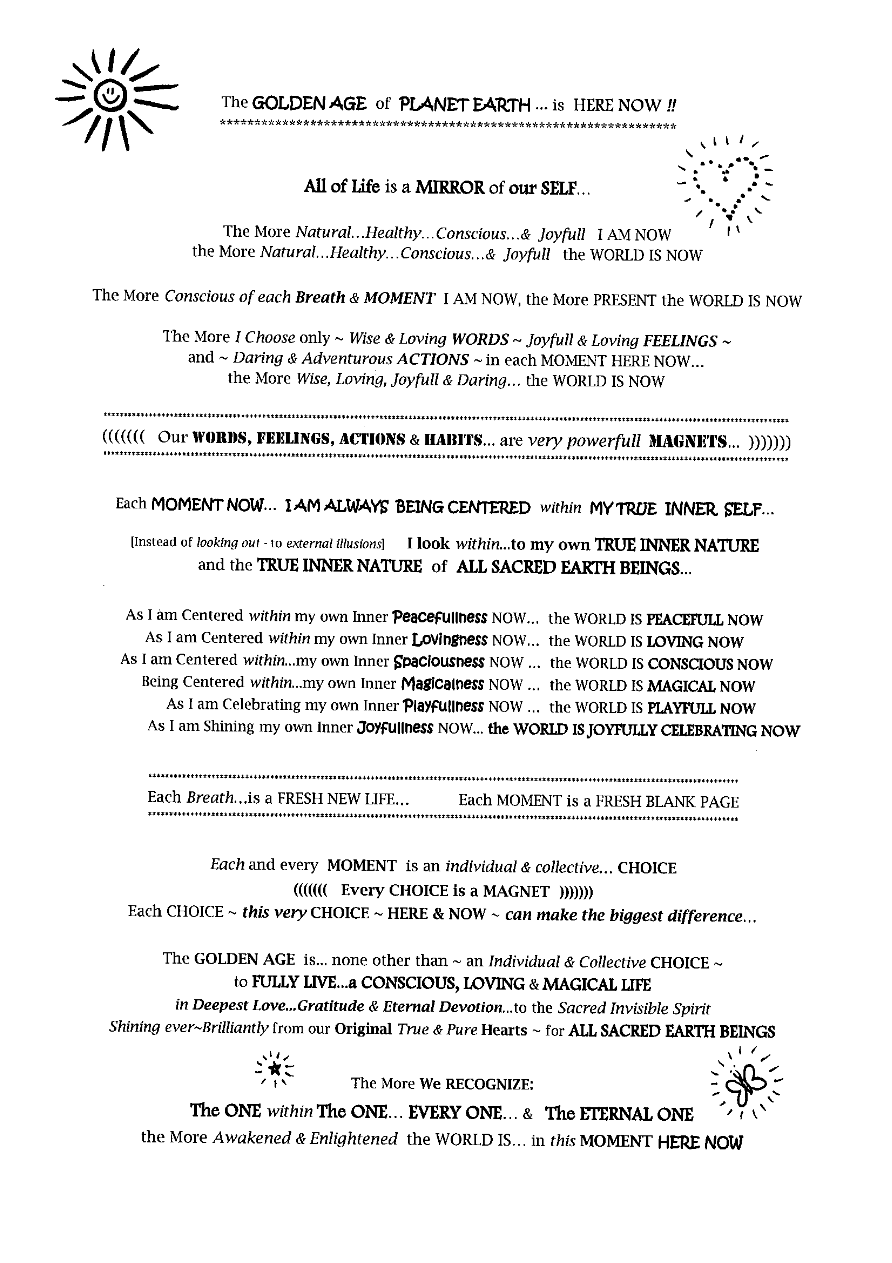 The GOLDEN AGE of PLANET EARTH ... is HERE NOW !!
******************************************************************
All of Life is a MIRROR of our SELF...
The More Natural...Healthy...Conscious...& Joyfull I AM NOW
the More Natural...Healthy...Conscious...& Joyfull the WORLD IS NOW
The More Conscious of each Breath & MOMENT I AM NOW, the More PRESENT the WORLD IS NOW
The More I Choose only ~ Wise & Loving WORDS ~ Joyfull & Loving FEELINGS ~
and ~ Daring & Adventurous ACTIONS ~ in each MOMENT HERE NOW...
the More Wise, Loving, Joyfull & Daring... the WORLD IS NOW
((((((( Our WORDS, FEELINGS, ACTIONS & HABITS... are very powerfull MAGNETS... )))))))
Each MOMENT NOW... I AM ALWAYS BEING CENTERED within MY TRUE INNER SELF...
[Instead of looking out - to external illusions] I look within...to my own TRUE INNER NATURE
and the TRUE INNER NATURE of ALL SACRED EARTH BEINGS...
As I am Centered within my own Inner Peacefullness NOW... the WORLD IS PEACEFULL NOW
As I am Centered within my own Inner Lovingness NOW... the WORLD IS LOVING NOW
As I am Centered within...my own Inner Spaciousness NOW ... the WORLD IS CONSCIOUS NOW
Being Centered within...my own Inner Magicalness NOW ... the WORLD IS MAGICAL NOW
As I am Celebrating my own Inner Playfullness NOW ... the WORLD IS PLAYFULL NOW
As I am Shining my own Inner Joyfullness NOW... the WORLD IS JOYFULLY CELEBRATING NOW
Each Breath...is a FRESH NEW LIFE... Each MOMENT is a FRESH BLANK PAGE
Each and every MOMENT is an individual & collective... CHOICE
((((((( Every CHOICE is a MAGNET )))))))
Each CHOICE ~ this very CHOICE ~ HERE & NOW ~ can make the biggest difference...
The GOLDEN AGE is... none other than ~ an Individual & Collective CHOICE ~
to FULLY LIVE...a CONSCIOUS, LOVING & MAGICAL LIFE
in Deepest Love...Gratitude & Eternal Devotion...to the Sacred Invisible Spirit
Shining ever~Brilliantly from our Original True & Pure Hearts ~ for ALL SACRED EARTH BEINGS
The More We RECOGNIZE:
The ONE within The ONE... EVERY ONE... & The ETERNAL ONE
the More Awakened & Enlightened the WORLD IS... in this MOMENT HERE NOW